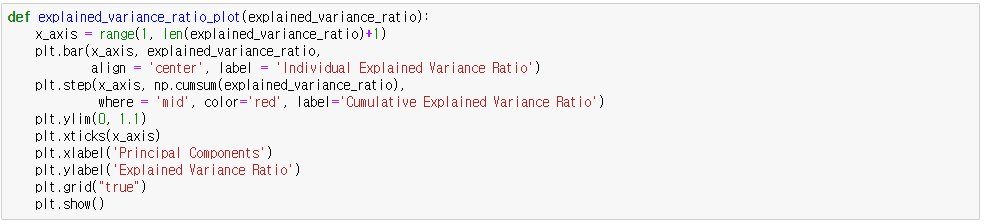 def explained_variance_ratio_plot(explained_variance_ratio):
    x_axis = range(1, len(explained_variance_ratio)+1)
    plt.bar(x_axis, explained_variance_ratio,
            align = 'center', label = 'Individual Explained Variance Ratio')
    plt.step(x_axis, np.cumsum(explained_variance_ratio),
             where = 'mid', color='red', label='Cumulative Explained Variance Ratio')
    plt.ylim(0, 1.1)
    plt.xticks(x_axis)
    plt.xlabel('Principal Components')
    plt.ylabel('Explained Variance Ratio')
    plt.grid("true")
    plt.show()